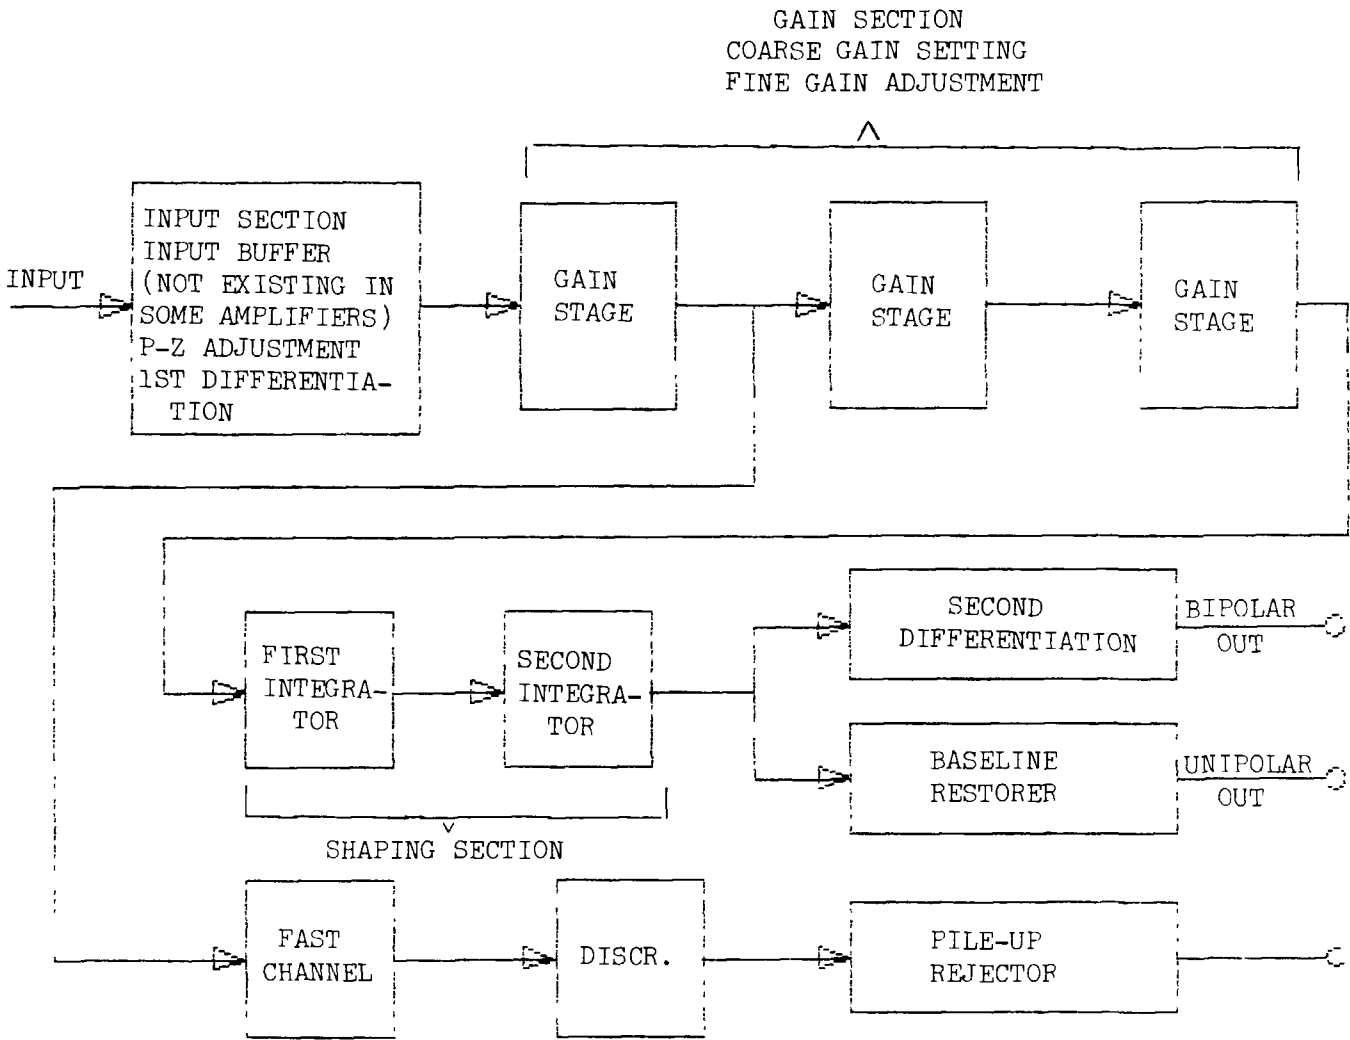 GAIN SECTION
COARSE GAIN SETTING
FINE GAIN ADJUSTMENT
INPUT
INPUT SECTION
INPUT BUFFER
(NOT EXISTING IN
SOME AMPLIFIERS)
P-Z ADJUSTMENT
1ST DIFFERENTIA-
TION
GAIN
STAGE
GAIN
STAGE
GAIN
STAGE
FIRST
INTEGRA-
TOR
SECOND
INTEGRA-
TOR
SECOND
DIFFERENTIATION
BIPOLAR
OUT
BASELINE
RESTORER
UNIPOLAR
OUT
SHAPING SECTION
FAST
CHANNEL
DISCR.
PILE-UP
REJECTOR